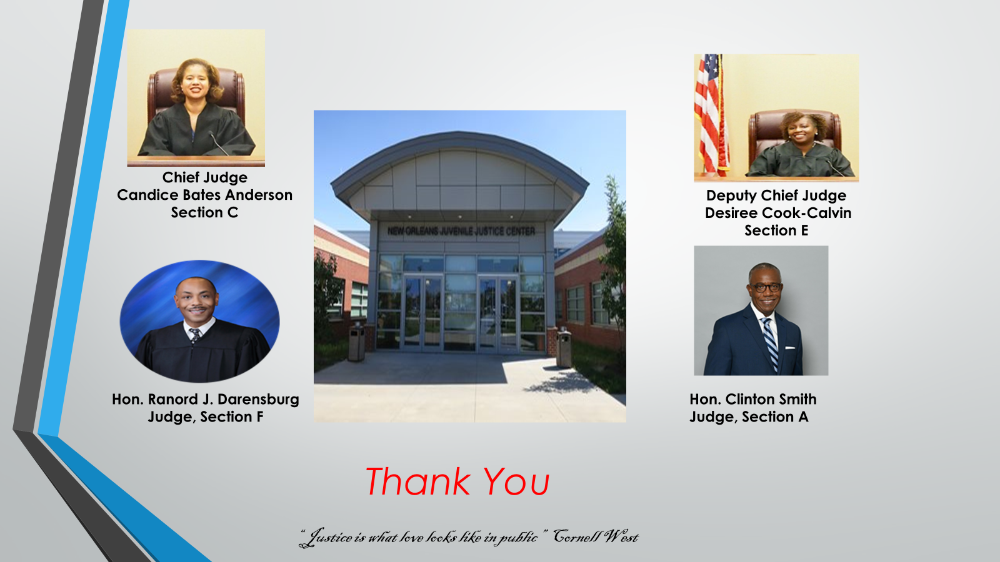 Chief Judge
Candice Bates Anderson
Section C
Deputy Chief Judge
Desiree Cook-Calvin
Section E
NEW ORLEANS JUVENILE JUSTICE CENTER
Hon. Ranord J. Darensburg
Judge, Section F
Hon. Clinton Smith
Judge, Section A
Thank You
“Justice is what love looks like in public” Cornell West